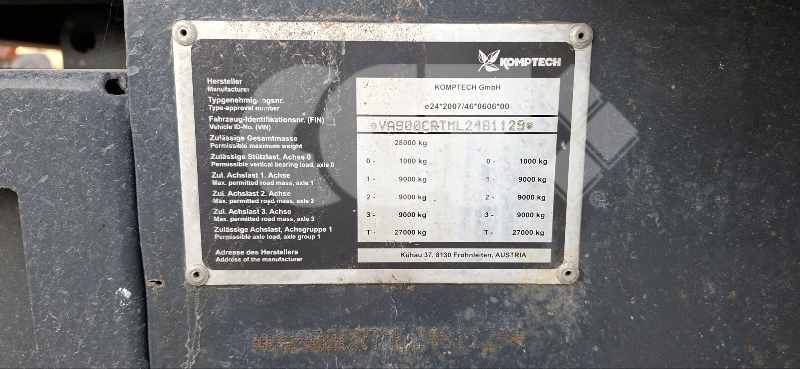 KOMPTECH
Hersteller
Manufacturer
KOMPTECH GmbH
Typgenehmigungsnr.
Type-approval number
e24*2007/46*0606*00
Fahrzeug-Identifikationsnr. (FIN)
Vehicle ID-No. (VIN)
*VA900CRTML2481129*
Zulässige Gesamtmasse
Permissible maximum weight
28000 kg
Zulässige Stützlast, Achse 0
Permissible vertical bearing load, axle 0
0 - 1000 kg 0 - 1000 kg
Zul. Achslast 1. Achse
Max. permitted road mass, axle 1
1 - 9000 kg 1 - 9000 kg
Zul. Achslast 2. Achse
Max. permitted road mass, axle 2
2 - 9000 kg 2 - 9000 kg
Zul. Achslast 3. Achse
Max. permitted road mass, axle 3
3 - 9000 kg 3 - 9000 kg
Zulässige Achslast, Achsgruppe 1
Permissible axle load, axle group 1
T - 27000 kg T - 27000 kg
Adresse des Herstellers
Address of the manufacturer
Kühau 37, 8130 Frohnleiten, AUSTRIA